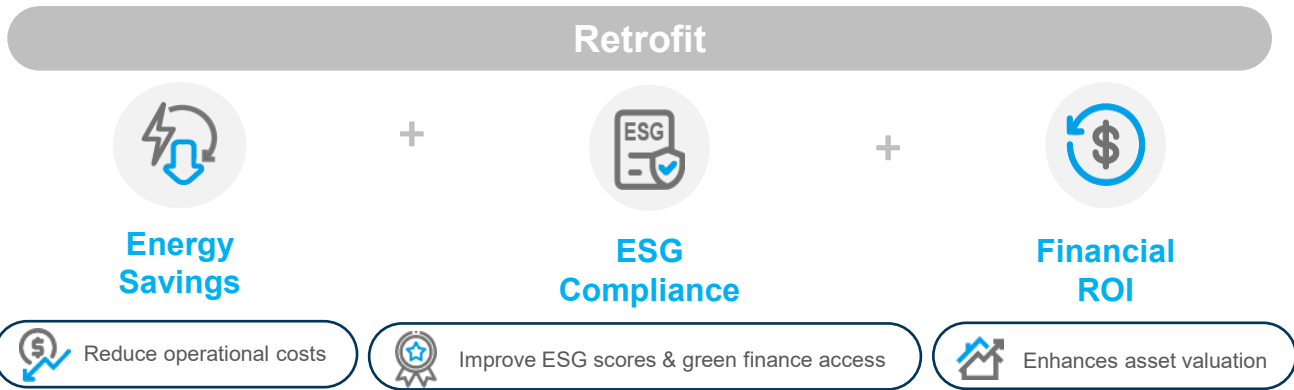 Retrofit
+
+
ESG
$
Energy
Savings
ESG
Compliance
Financial
ROI
$
Reduce operational costs
Improve ESG scores & green finance access
Enhances asset valuation